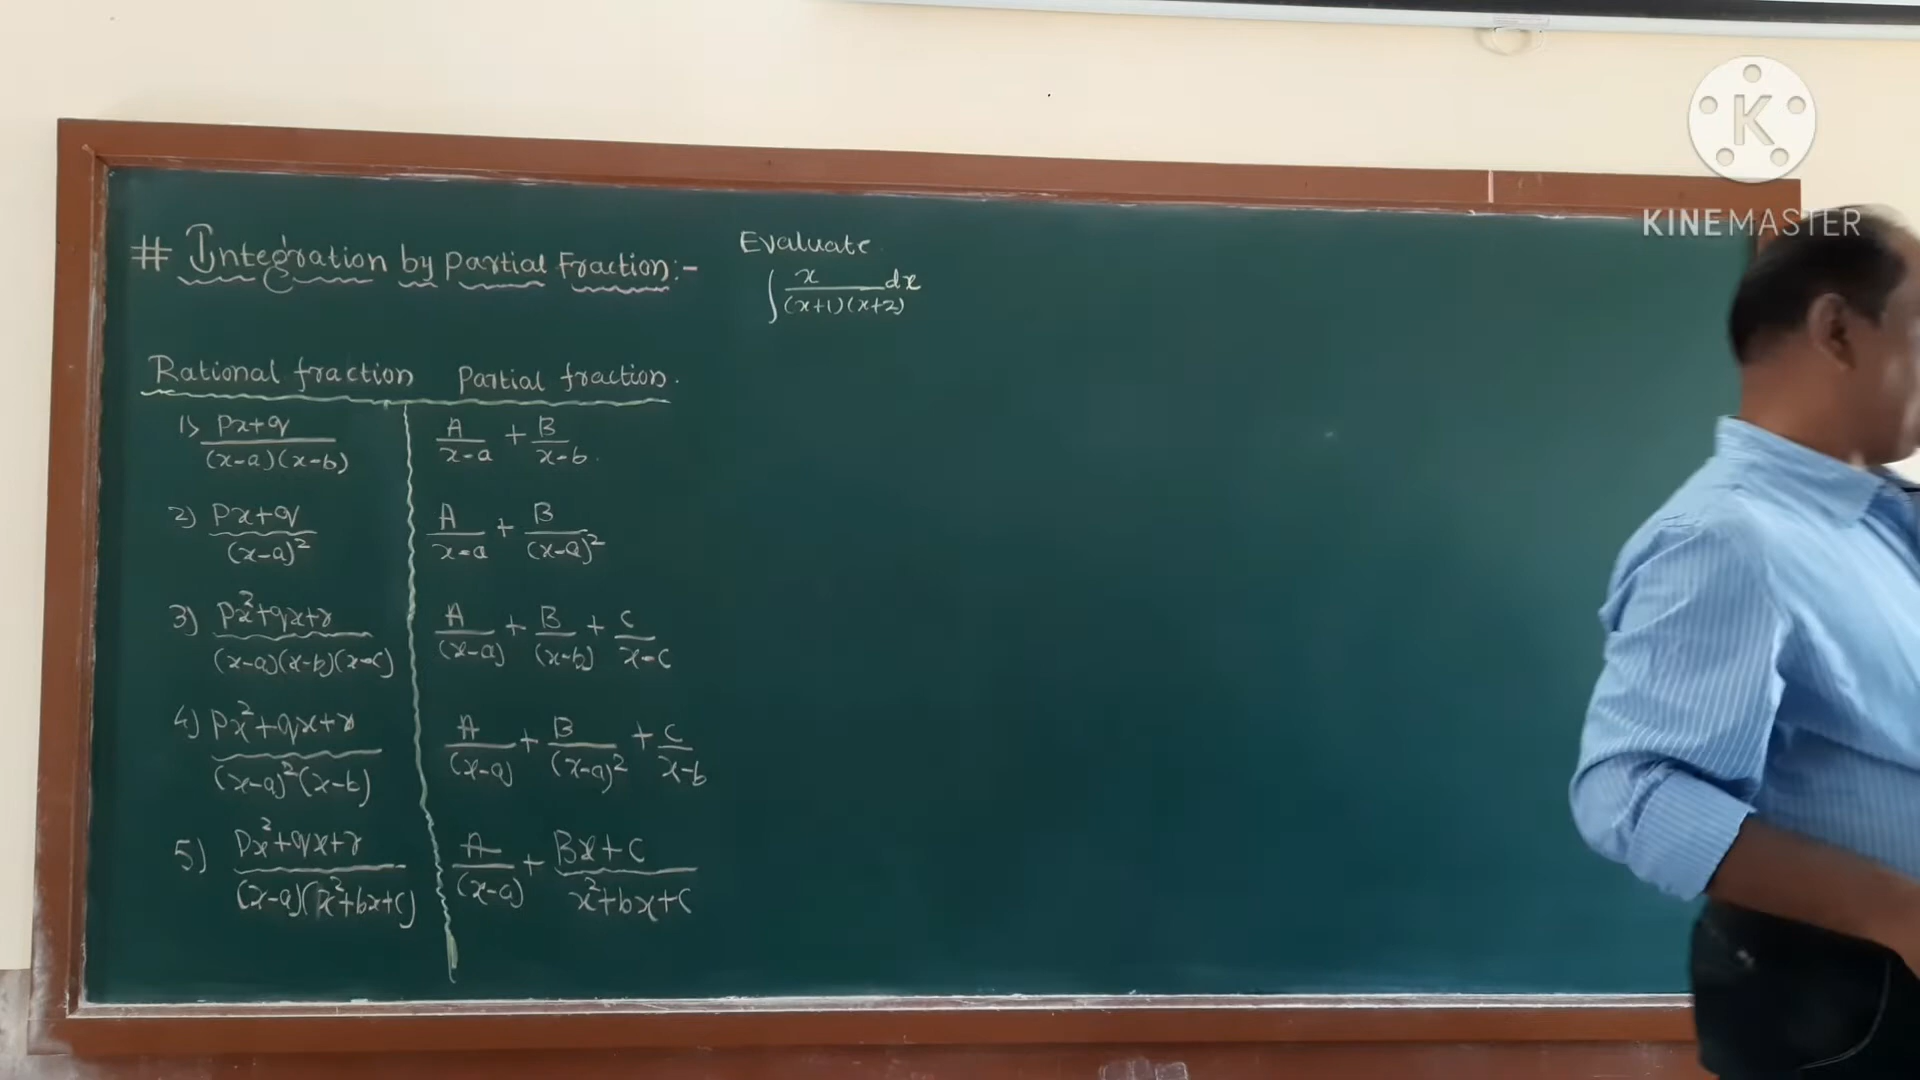 # Integration by Partial Fraction:-
Rational fraction Partial fraction.
1) Px+q / (x-a)(x-b) A / x-a + B / x-b.
2) Px+q / (x-a)² A / x-a + B / (x-a)²
3) Px²+qx+r / (x-a)(x-b)(x-c) A / (x-a) + B / (x-b) + C / x-c
4) Px²+qx+r / (x-a)²(x-b) A / (x-a) + B / (x-a)² + C / x-b
5) Px²+qx+r / (x-a)(x²+bx+c) A / (x-a) + Bx+C / x²+bx+c
Evaluate.
∫ x / (x+1)(x+2) dx
K
KINEMASTER